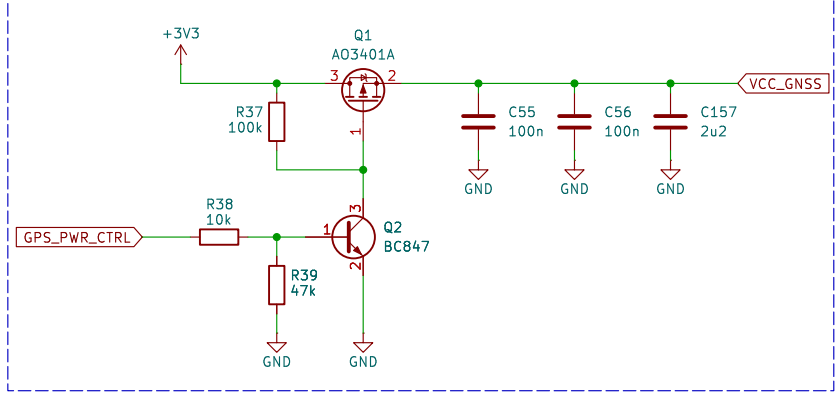 +3V3
Q1
AO3401A
3
2
1
R37
100k
C55
100n
C56
100n
C157
2u2
VCC_GNSS
GND
GND
GND
R38
10k
GPS_PWR_CTRL
1
3
2
Q2
BC847
R39
47k
GND
GND